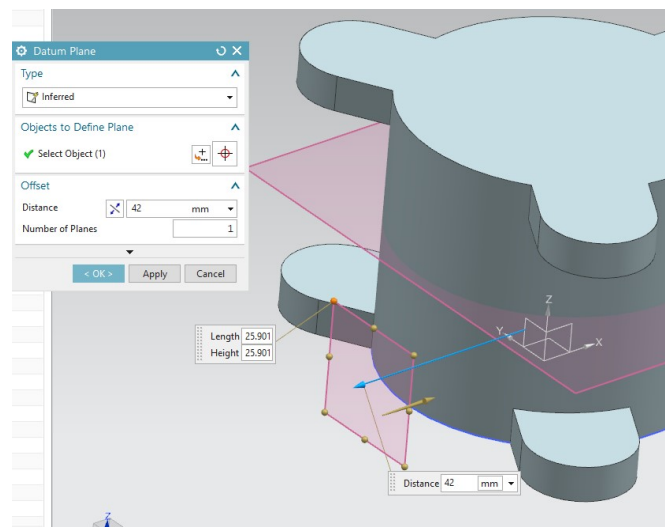 Datum Plane
Type
Inferred
Objects to Define Plane
Select Object (1)
Offset
Distance 42 mm
Number of Planes 1
< OK > Apply Cancel
Length 25.901
Height 25.901
Z
Y
X
Distance 42 mm
Z